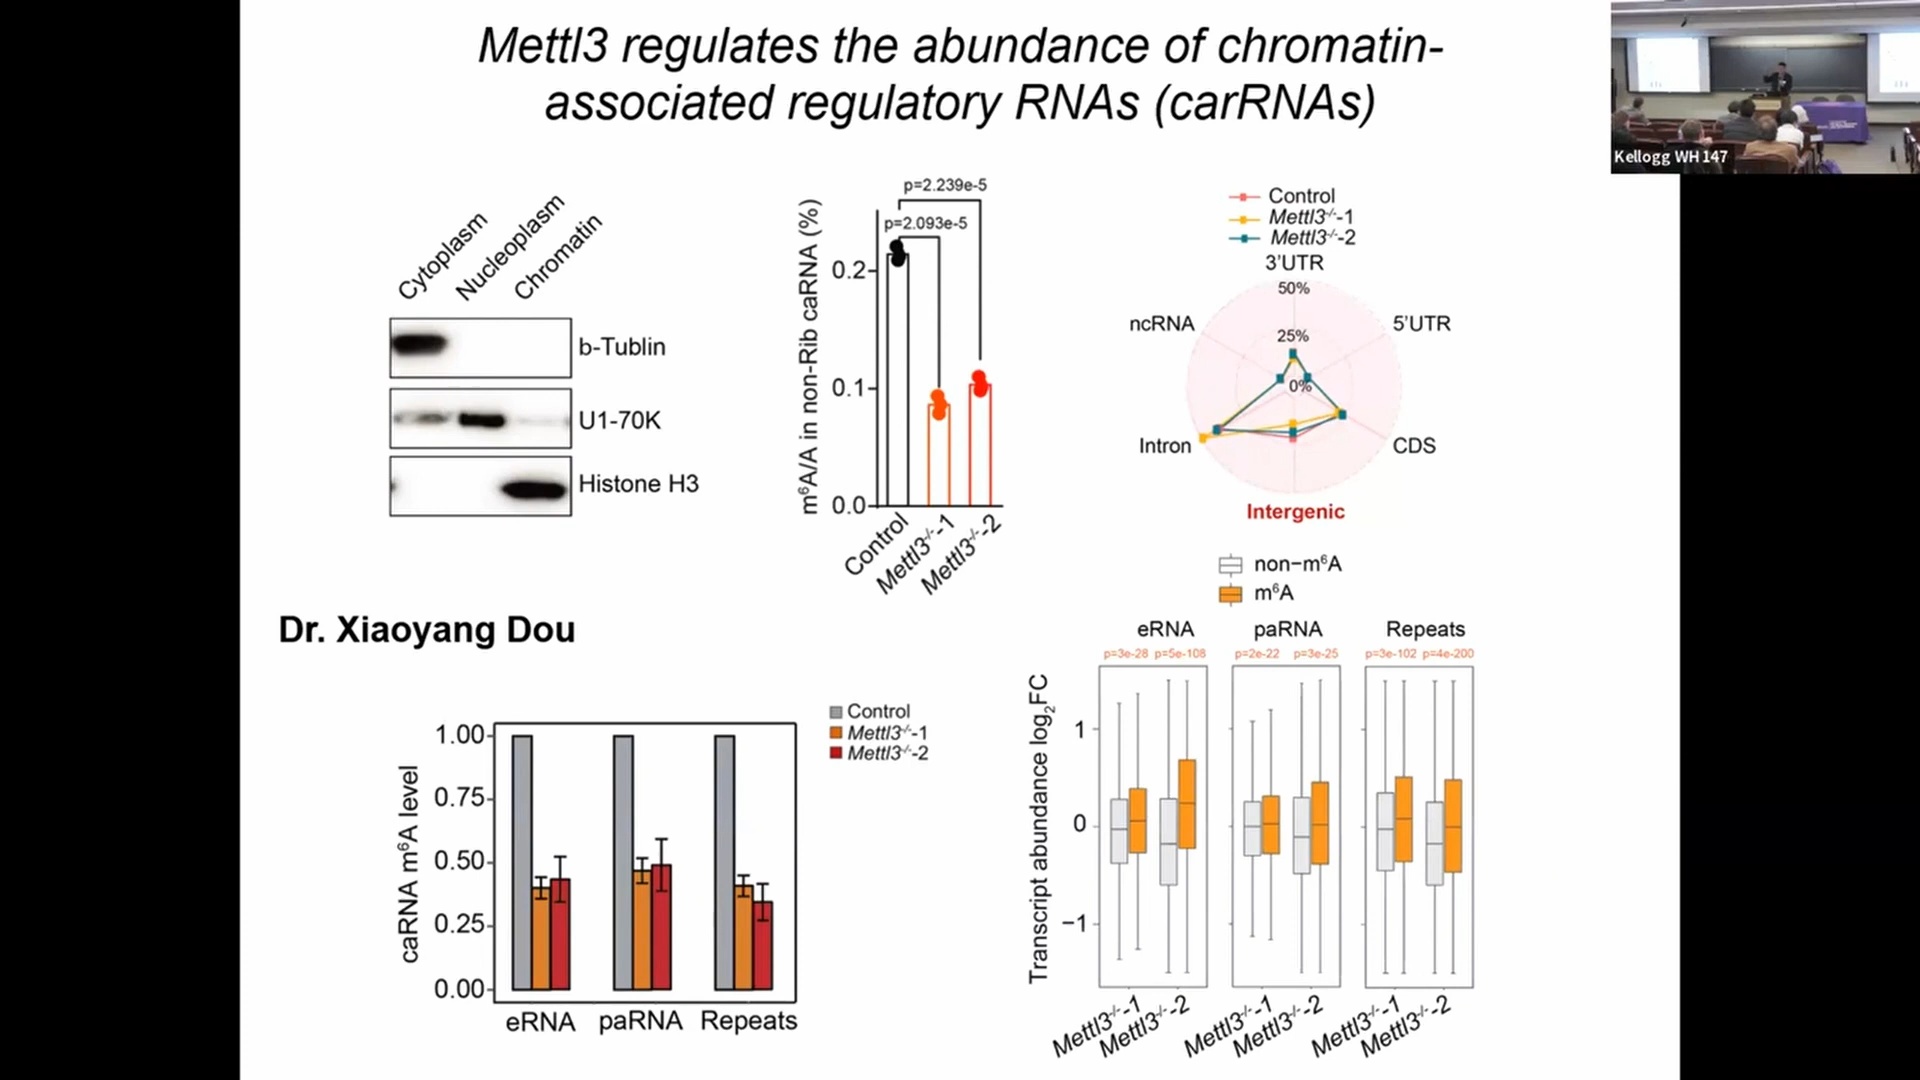 Mettl3 regulates the abundance of chromatin-
associated regulatory RNAs (carRNAs)
Kellogg WH 147
Cytoplasm
Nucleoplasm
Chromatin
b-Tublin
U1-70K
Histone H3
m⁶A/A in non-Rib caRNA (%)
p=2.239e-5
p=2.093e-5
0.2
0.1
0.0
Control
Mettl3-/--1
Mettl3-/--2
Control
Mettl3-/--1
Mettl3-/--2
3'UTR
50%
25%
0%
ncRNA
5'UTR
Intron
CDS
Intergenic
Dr. Xiaoyang Dou
caRNA m⁶A level
1.00
0.75
0.50
0.25
0.00
eRNA paRNA Repeats
Control
Mettl3-/--1
Mettl3-/--2
non-m⁶A
m⁶A
eRNA paRNA Repeats
p=3e-28 p=5e-108 p=2e-22 p=3e-25 p=3e-102 p=4e-200
Transcript abundance log₂FC
1
0
−1
Mettl3-/--1
Mettl3-/--2
Mettl3-/--1
Mettl3-/--2
Mettl3-/--1
Mettl3-/--2